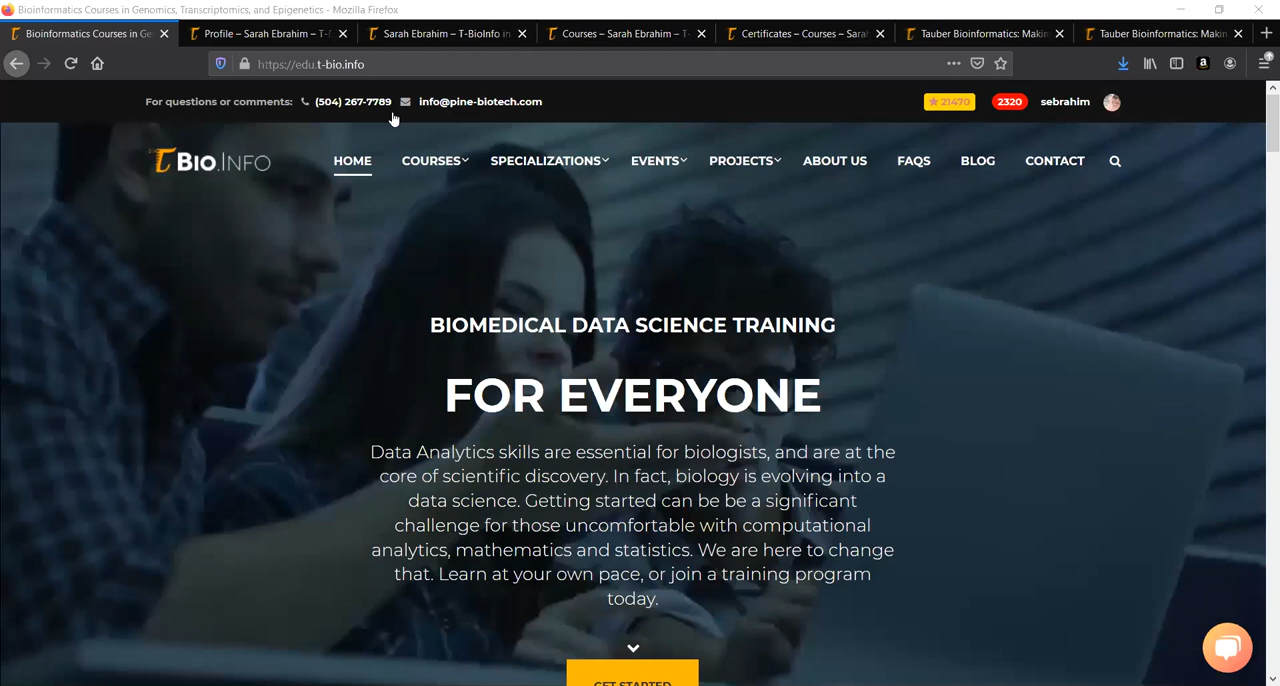 Bioinformatics Courses in Genomics, Transcriptomics, and Epigenetics - Mozilla Firefox
Bioinformatics Courses in Ge
Profile – Sarah Ebrahim – T-
Sarah Ebrahim – T-BioInfo in
Courses – Sarah Ebrahim – T-
Certificates – Courses – Sara
Tauber Bioinformatics: Makin
Tauber Bioinformatics: Makin
https://edu.t-bio.info
For questions or comments: (504) 267-7789 info@pine-biotech.com
21470 2320 sebrahim
t Bio.INFO
HOME COURSES SPECIALIZATIONS EVENTS PROJECTS ABOUT US FAQS BLOG CONTACT
BIOMEDICAL DATA SCIENCE TRAINING
FOR EVERYONE
Data Analytics skills are essential for biologists, and are at the
core of scientific discovery. In fact, biology is evolving into a
data science. Getting started can be be a significant
challenge for those uncomfortable with computational
analytics, mathematics and statistics. We are here to change
that. Learn at your own pace, or join a training program
today.
GET STARTED